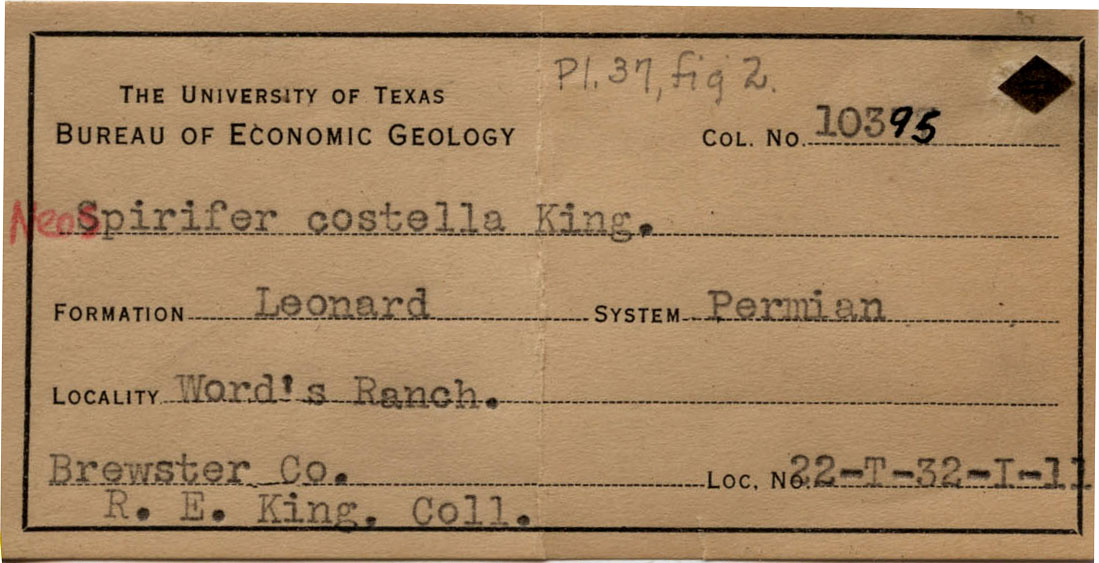 Pl. 37, fig 2.
THE UNIVERSITY OF TEXAS
BUREAU OF ECONOMIC GEOLOGY
COL. NO. 10395
NeoSpirifer costella King.
FORMATION Leonard SYSTEM Permian
LOCALITY Word's Ranch.
Brewster Co. LOC. NO. 22-T-32-I-11
R. E. King, Coll.